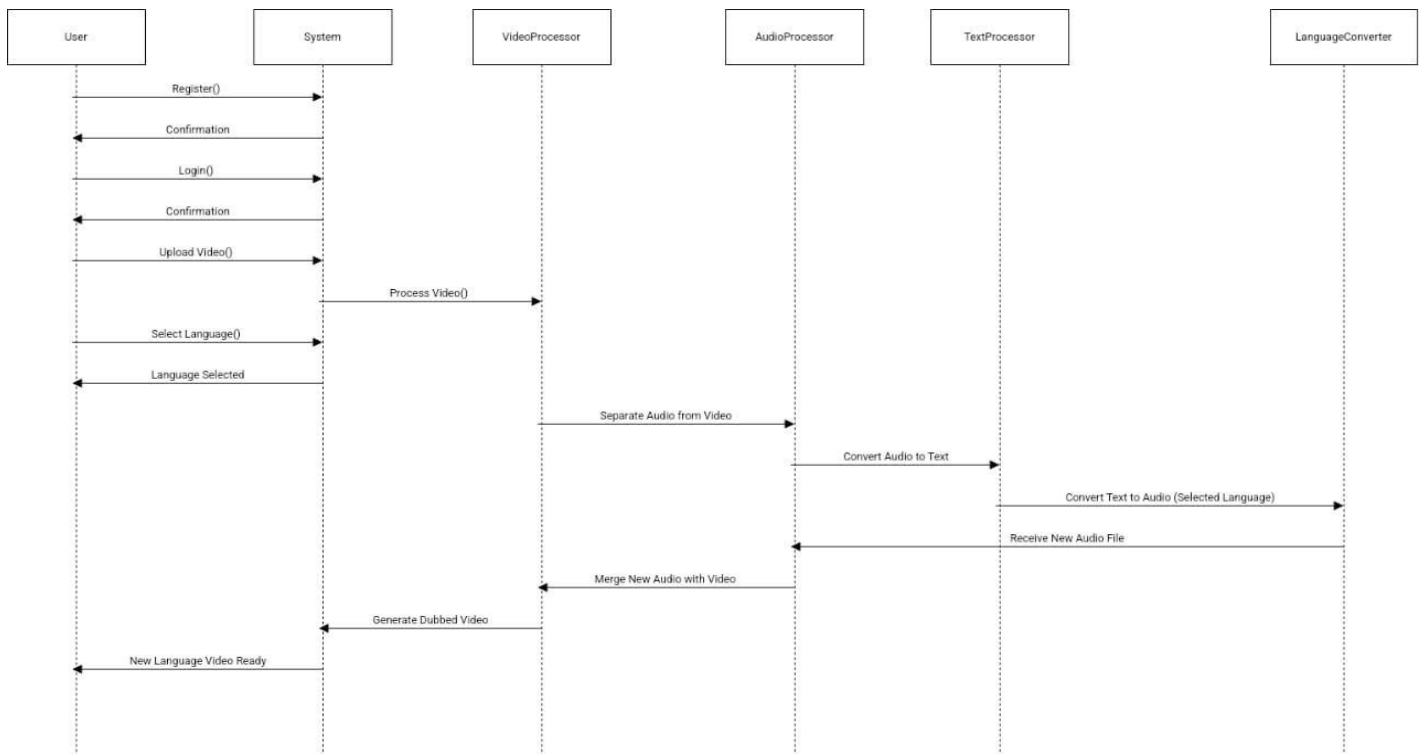 User
System
VideoProcessor
AudioProcessor
TextProcessor
LanguageConverter
Register()
Confirmation
Login()
Confirmation
Upload Video()
Process Video()
Select Language()
Language Selected
Separate Audio from Video
Convert Audio to Text
Convert Text to Audio (Selected Language)
Receive New Audio File
Merge New Audio with Video
Generate Dubbed Video
New Language Video Ready